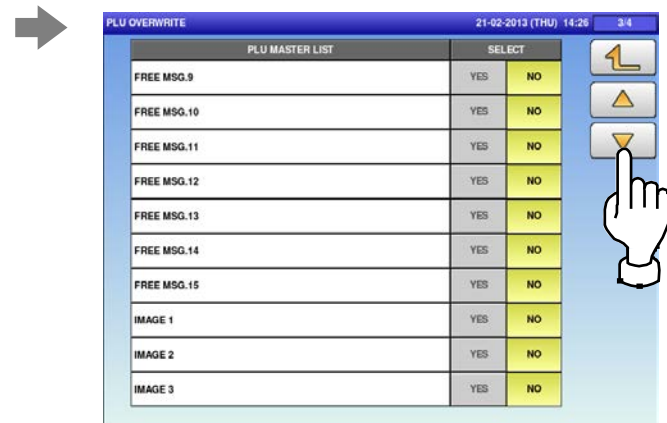 PLU OVERWRITE 21-02-2013 (THU) 14:26 3/4
PLU MASTER LIST SELECT
FREE MSG.9 YES NO
FREE MSG.10 YES NO
FREE MSG.11 YES NO
FREE MSG.12 YES NO
FREE MSG.13 YES NO
FREE MSG.14 YES NO
FREE MSG.15 YES NO
IMAGE 1 YES NO
IMAGE 2 YES NO
IMAGE 3 YES NO